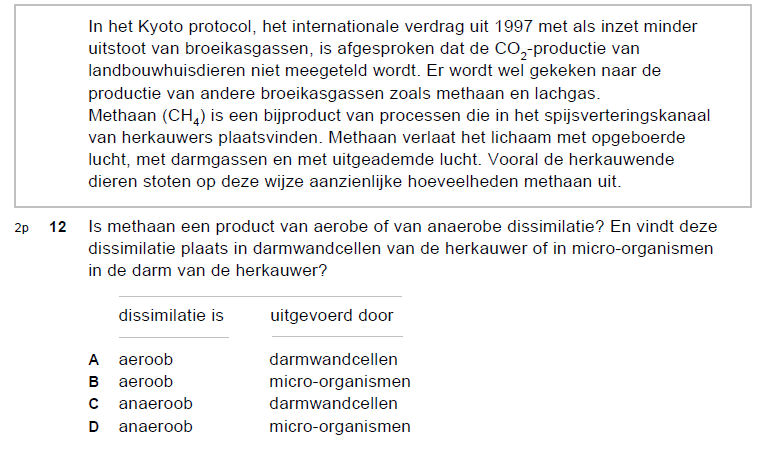 In het Kyoto protocol, het internationale verdrag uit 1997 met als inzet minder
uitstoot van broeikasgassen, is afgesproken dat de CO2-productie van
landbouwhuisdieren niet meegeteld wordt. Er wordt wel gekeken naar de
productie van andere broeikasgassen zoals methaan en lachgas.
Methaan (CH4) is een bijproduct van processen die in het spijsverteringskanaal
van herkauwers plaatsvinden. Methaan verlaat het lichaam met opgeboerde
lucht, met darmgassen en met uitgeademde lucht. Vooral de herkauwende
dieren stoten op deze wijze aanzienlijke hoeveelheden methaan uit.
2p 12 Is methaan een product van aerobe of van anaerobe dissimilatie? En vindt deze
dissimilatie plaats in darmwandcellen van de herkauwer of in micro-organismen
in de darm van de herkauwer?
dissimilatie is uitgevoerd door
A aeroob darmwandcellen
B aeroob micro-organismen
C anaeroob darmwandcellen
D anaeroob micro-organismen